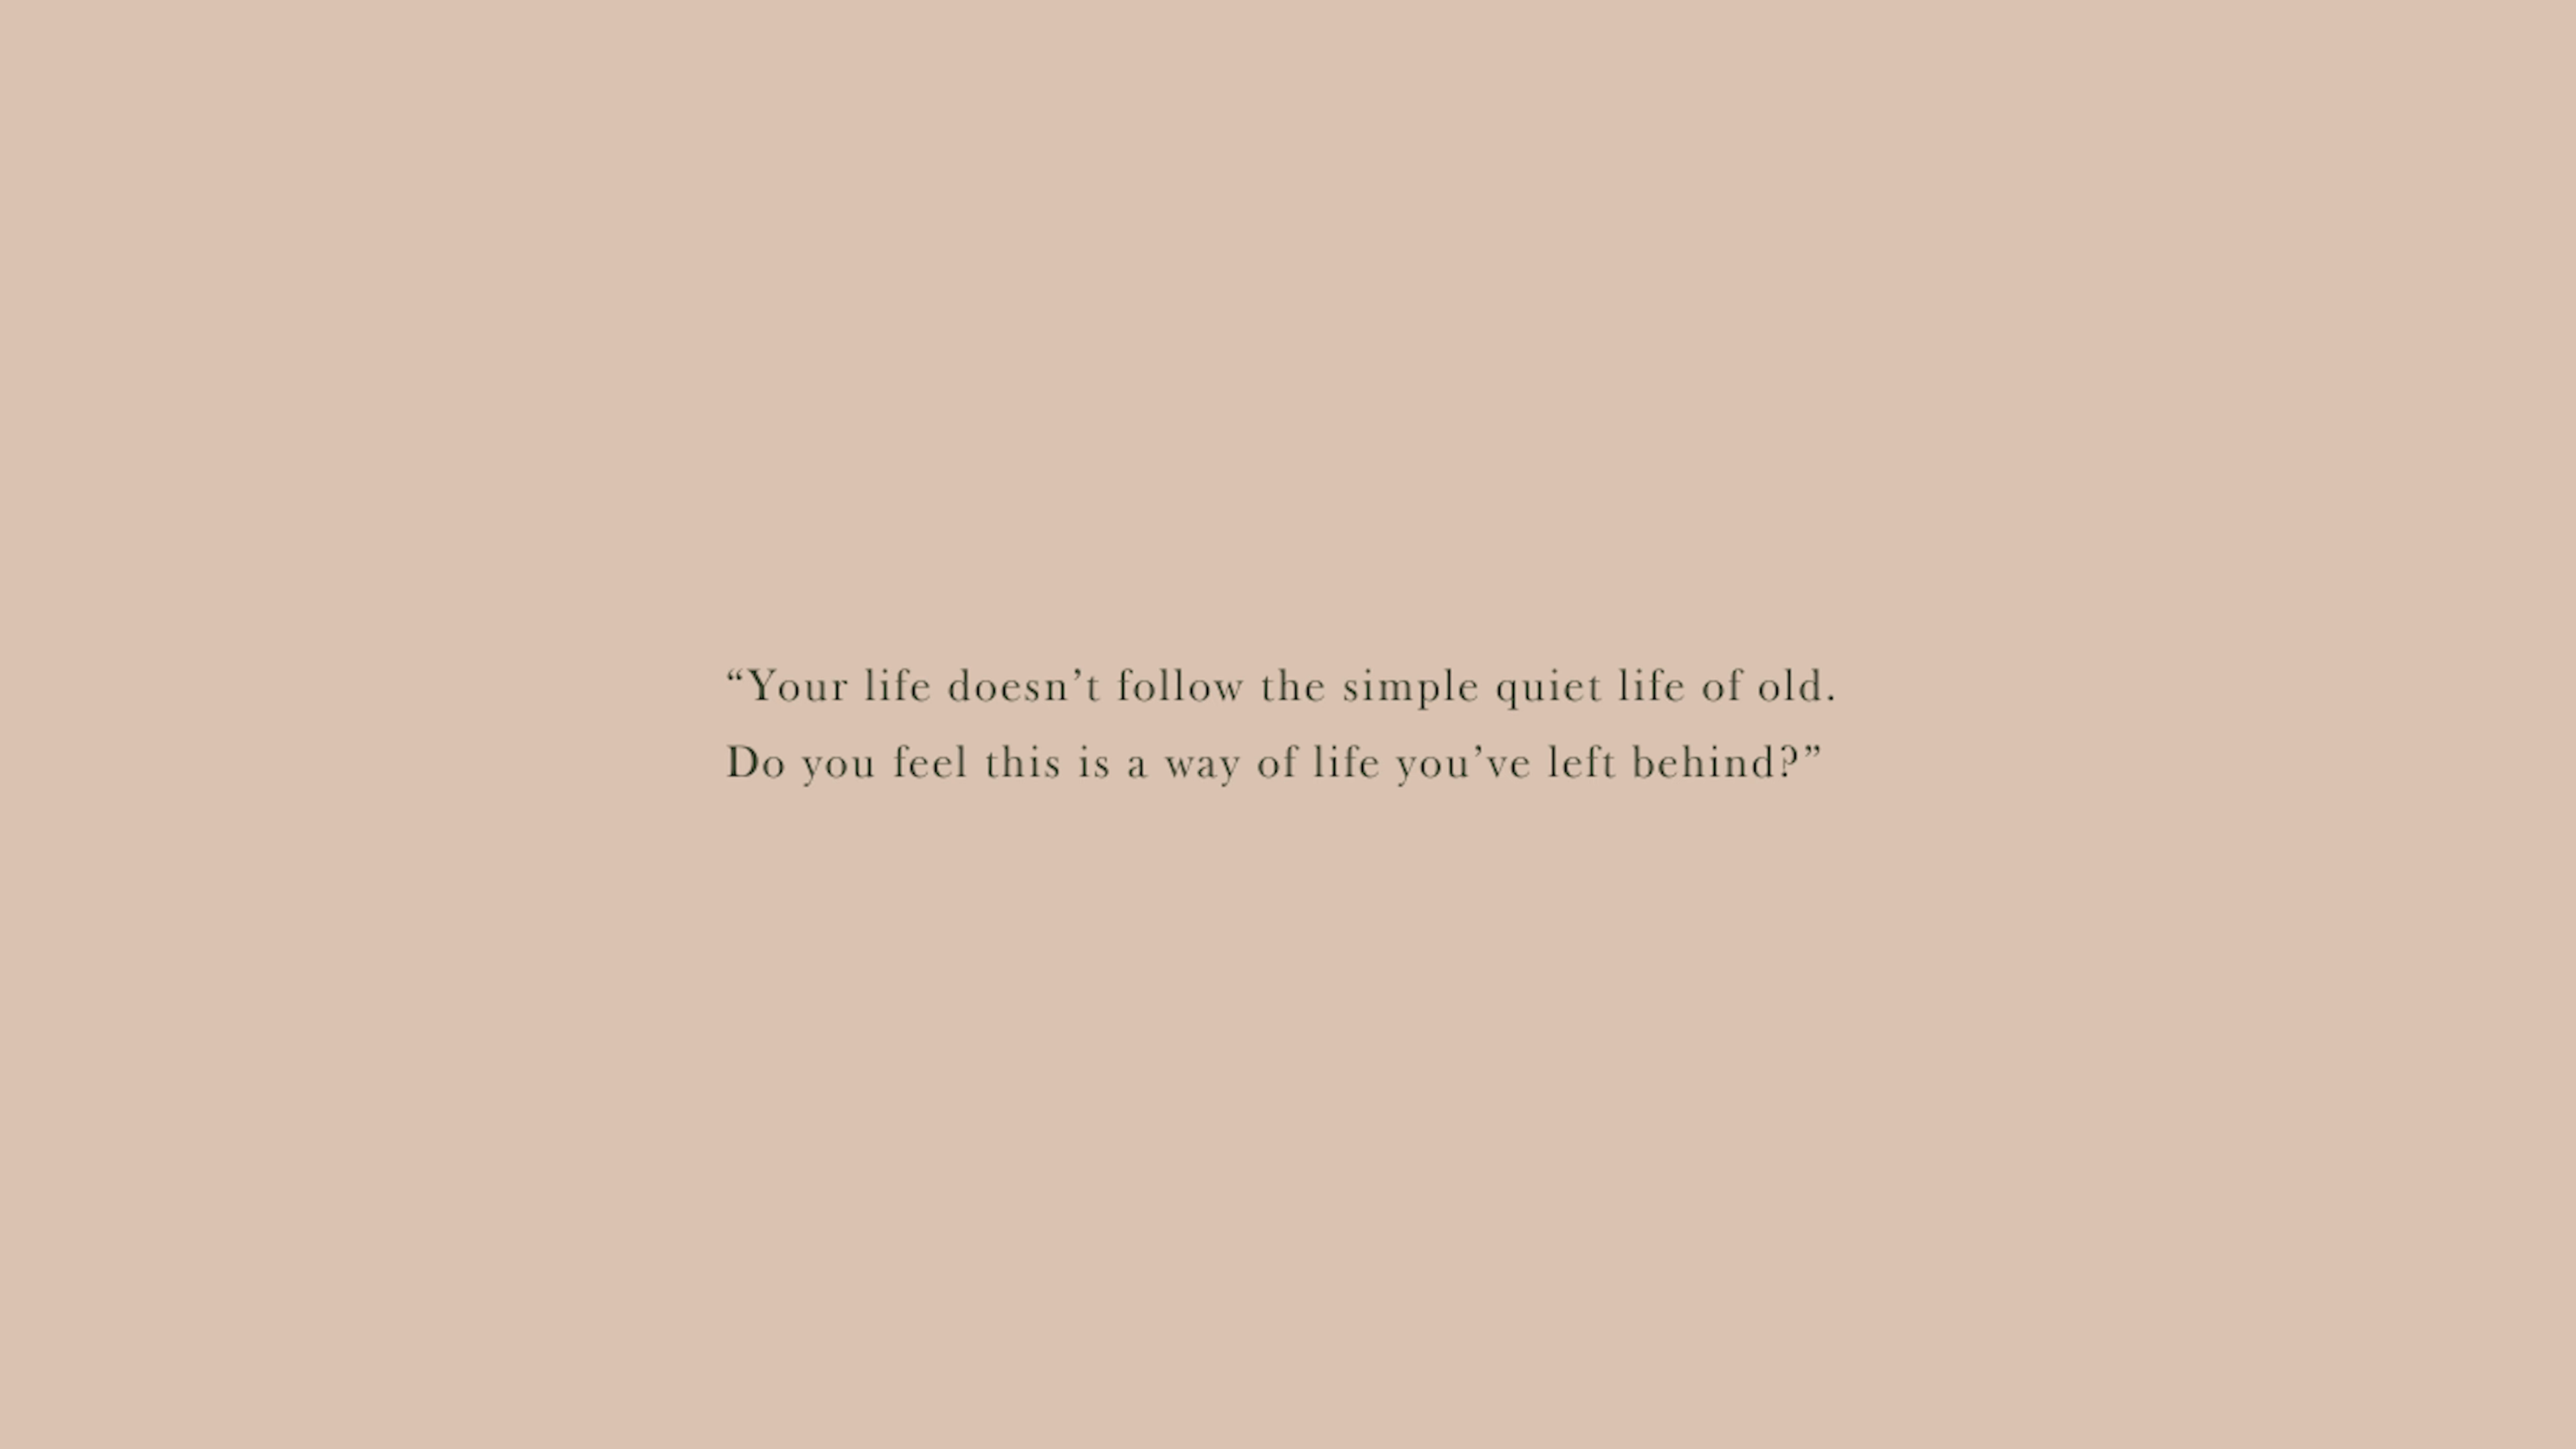 “Your life doesn’t follow the simple quiet life of old.
Do you feel this is a way of life you’ve left behind?”